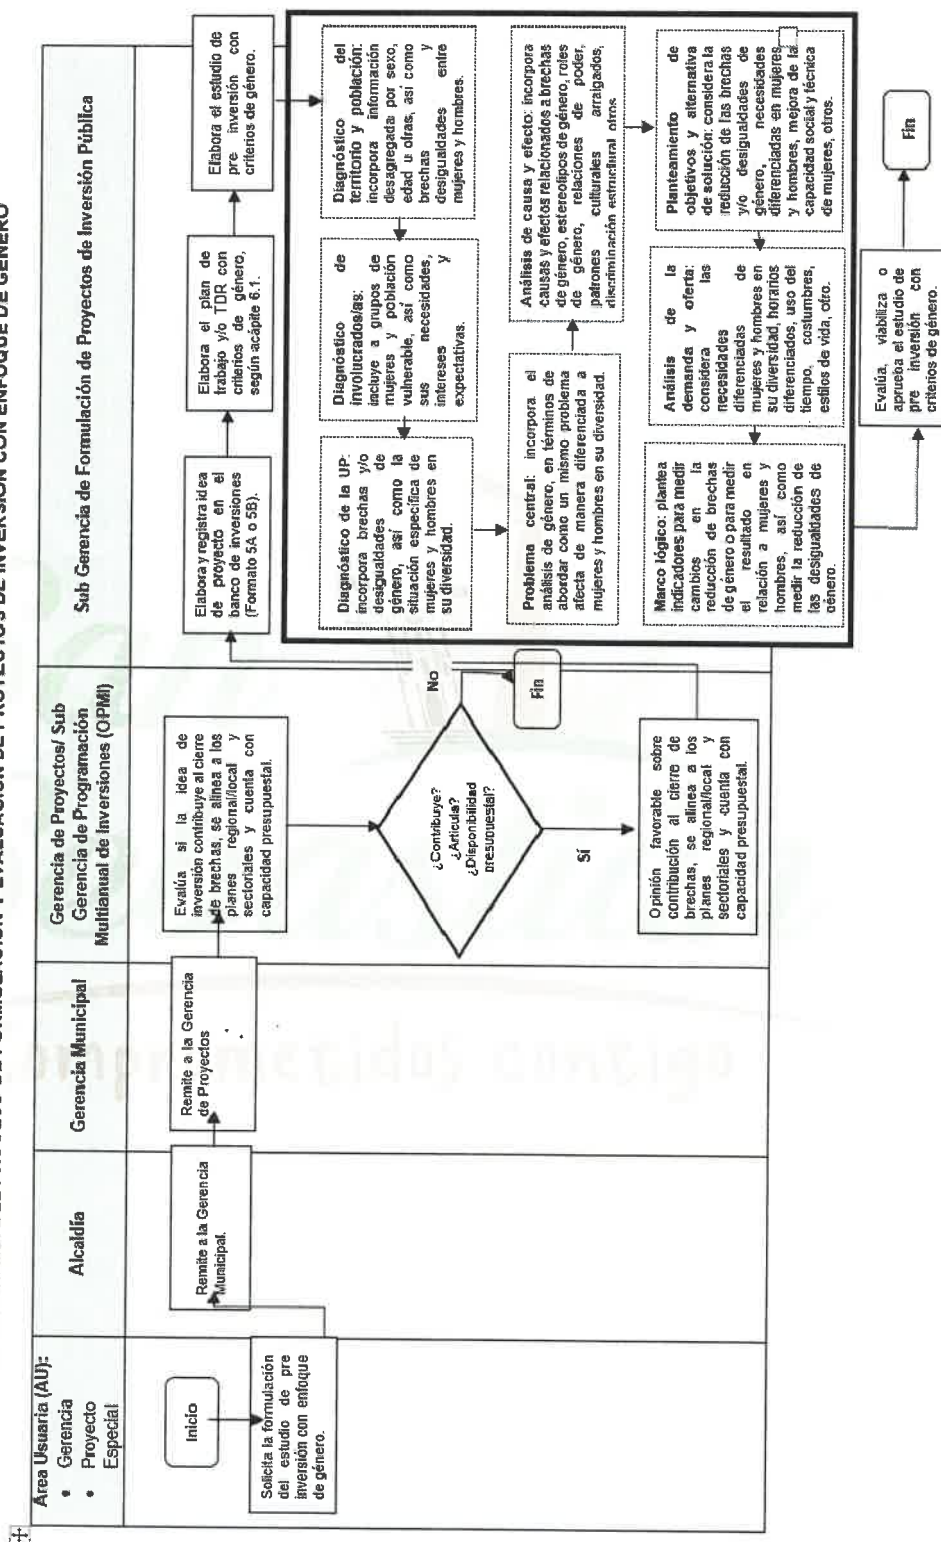 FORMULACIÓN Y EVALUACIÓN DE PROYECTOS DE INVERSIÓN CON ENFOQUE DE GÉNERO
Área Usuaria (AU):
• Gerencia
• Proyecto
Especial
Alcaldía
Gerencia Municipal
Gerencia de Proyectos/ Sub
Gerencia de Programación
Multianual de Inversiones (OPMI)
Sub Gerencia de Formulación de Proyectos de Inversión Pública
Inicio
Solicita la formulación
del estudio de pre
inversión con enfoque
de género.
Remite a la Gerencia
Municipal.
Remite a la Gerencia
de Proyectos
Evalúa si la idea de
inversión contribuye al cierre
de brechas, se alinea a los
planes regional/local y
sectoriales y cuenta con
capacidad presupuestal.
¿Contribuye?
¿Articula?
¿Disponibilidad
presupuestal?
No
Fin
Sí
Opinión favorable sobre
contribución al cierre de
brechas, se alinea a los
planes regional/local y
sectoriales y cuenta con
capacidad presupuestal.
Elabora y registra idea
de proyecto en el
banco de inversiones
(Formato 5A o 5B).
Elabora el plan de
trabajo y/o TDR con
criterios de género,
según acápite 6.1.
Elabora el estudio de
pre inversión con
criterios de género.
Diagnóstico del
territorio y población:
incorpora información
desagregada por sexo,
edad u otras, así como
brechas y
desigualdades entre
mujeres y hombres.
Diagnóstico de
involucrados/as:
incluye a grupos de
mujeres y población
vulnerable, así como
sus necesidades,
intereses y
expectativas.
Diagnóstico de la UP:
incorpora brechas y/o
desigualdades de
género, así como la
situación específica de
mujeres y hombres en
su diversidad.
Problema central: incorpora el
análisis de género, en términos de
abordar como un mismo problema
afecta de manera diferenciada a
mujeres y hombres en su diversidad.
Análisis de causa y efecto: incorpora
causas y efectos relacionados a brechas
de género, estereotipos de género, roles
de género, relaciones de poder,
patrones culturales arraigados,
discriminación estructural otros
Planteamiento de
objetivos y alternativa
de solución: considera la
reducción de las brechas
y/o desigualdades de
género, necesidades
diferenciadas en mujeres
y hombres, mejora de la
capacidad social y técnica
de mujeres, otros.
Análisis de la
demanda y oferta:
considera las
necesidades
diferenciadas de
mujeres y hombres en
su diversidad, horarios
diferenciados, uso del
tiempo, costumbres,
estilos de vida, otro.
Marco lógico: plantea
indicadores para medir
cambios en la
reducción de brechas
de género o para medir
el resultado en
relación a mujeres y
hombres, así como
medir la reducción de
las desigualdades de
género.
Evalúa, viabiliza o
aprueba el estudio de
pre inversión con
criterios de género.
Fin
comprometidos contigo